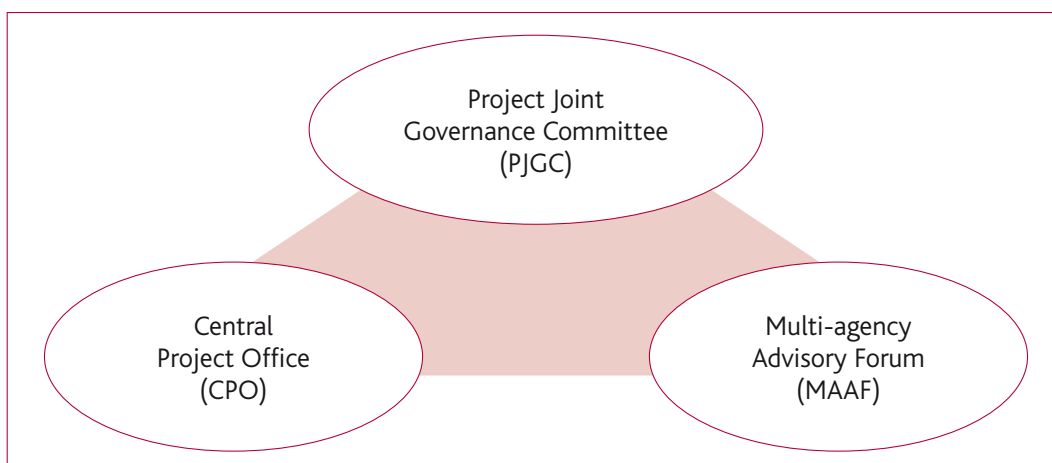 Project Joint
Governance Committee
(PJGC)
Central
Project Office
(CPO)
Multi-agency
Advisory Forum
(MAAF)